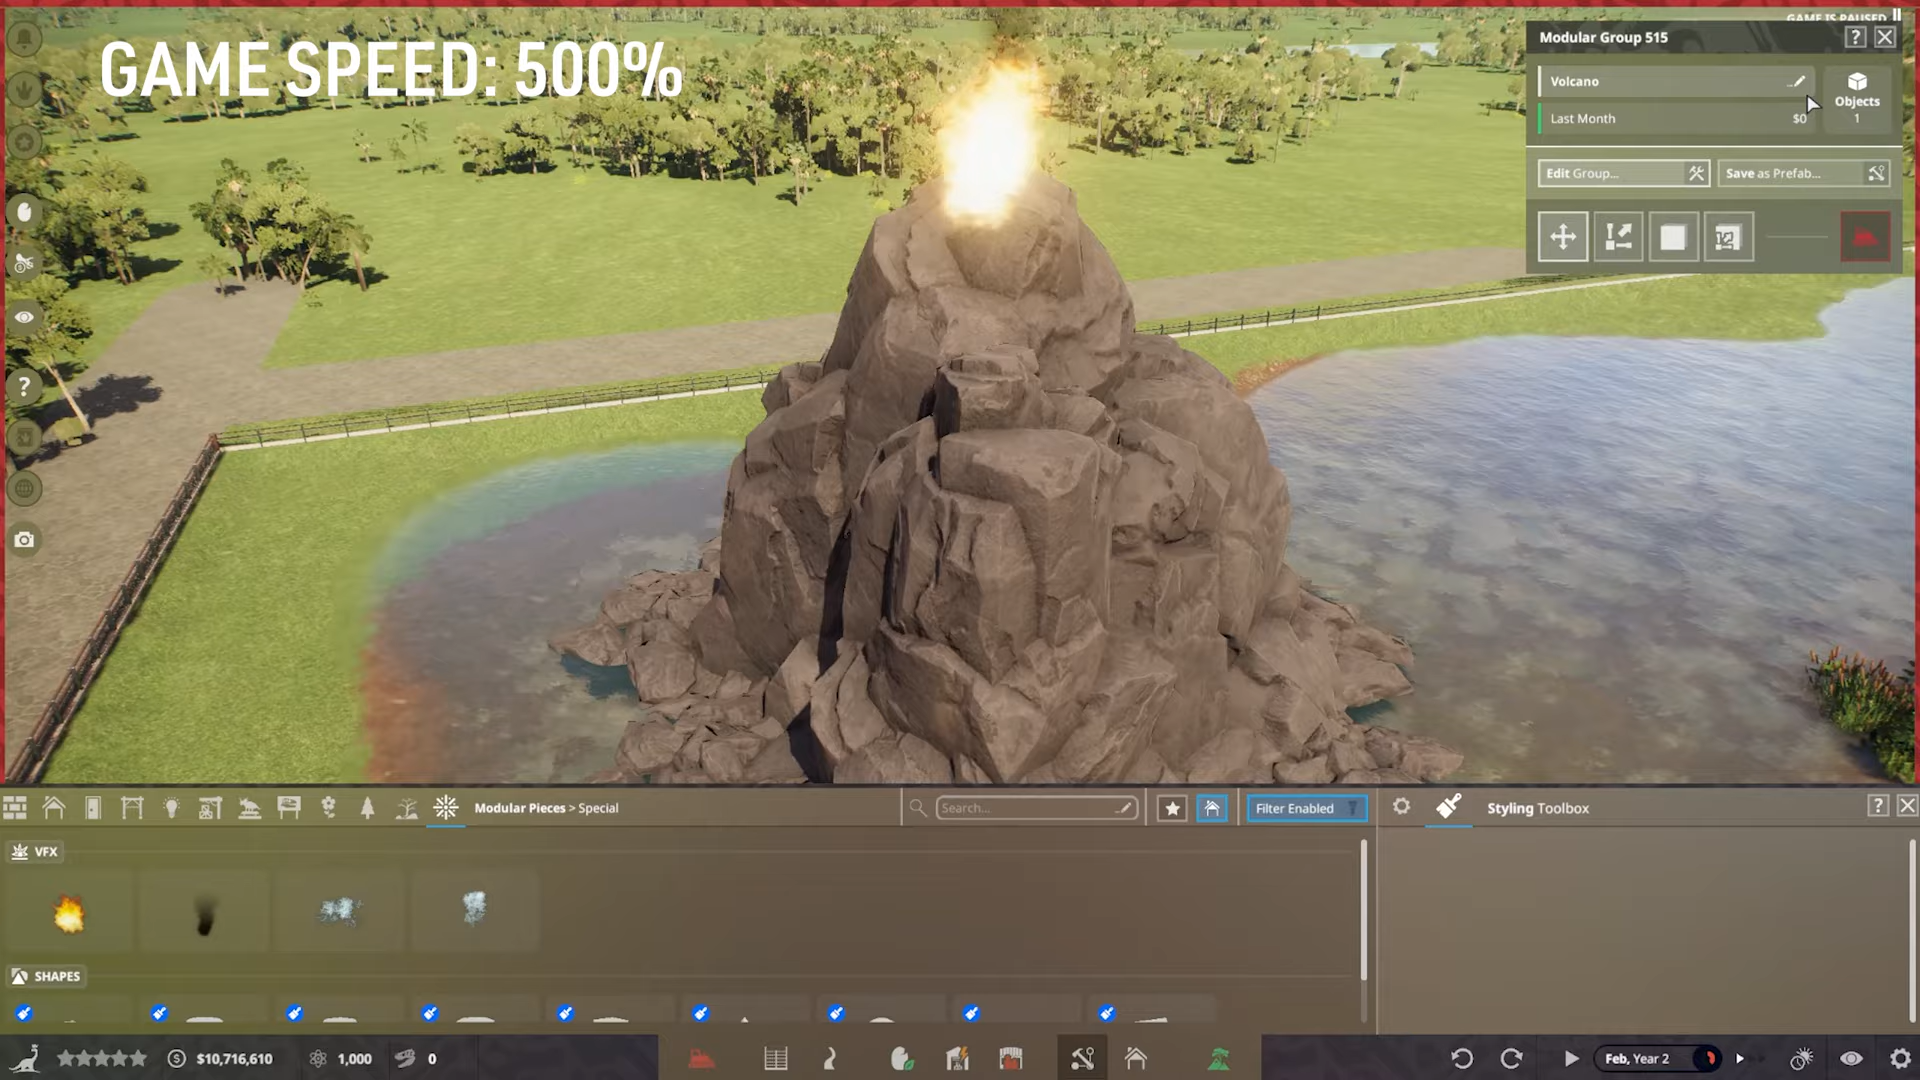 GAME IS PAUSED
GAME SPEED: 500%
Modular Group 515
?
Volcano
Objects
1
Last Month $0
Edit Group...
Save as Prefab...
?
Modular Pieces > Special
Search...
Filter Enabled
Styling Toolbox
?
VFX
SHAPES
$10,716,610
1,000
0
Feb, Year 2